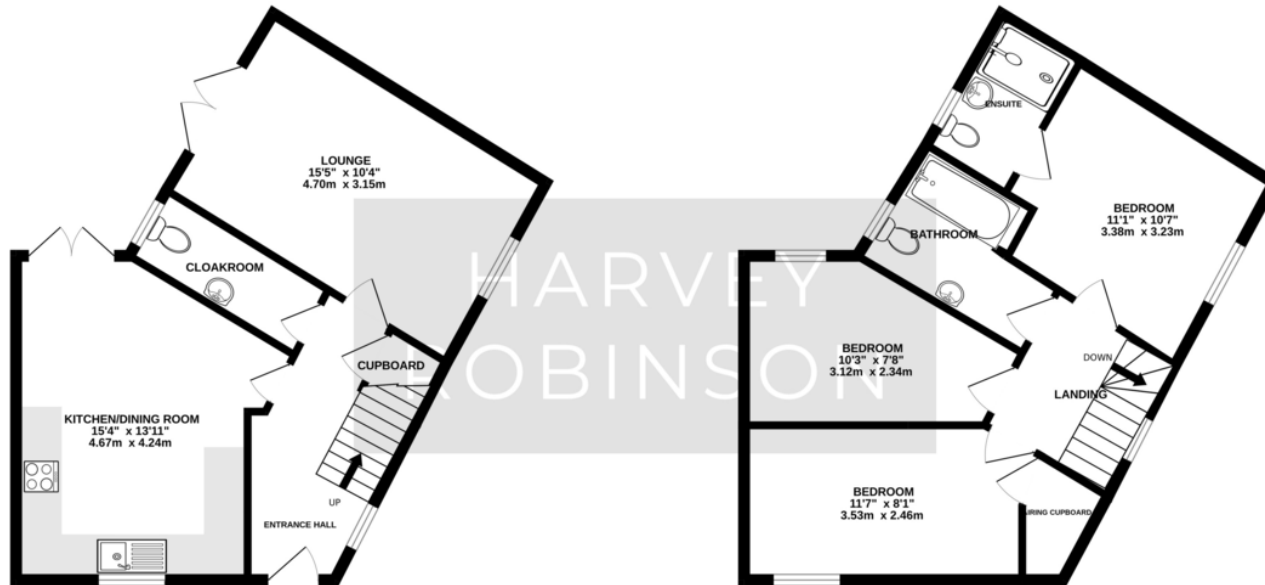 LOUNGE
15'5" x 10'4"
4.70m x 3.15m
CLOAKROOM
CUPBOARD
KITCHEN/DINING ROOM
15'4" x 13'11"
4.67m x 4.24m
UP
ENTRANCE HALL
HARVEY
ROBINSON
ENSUITE
BEDROOM
11'1" x 10'7"
3.38m x 3.23m
BATHROOM
BEDROOM
10'3" x 7'8"
3.12m x 2.34m
DOWN
LANDING
BEDROOM
11'7" x 8'1"
3.53m x 2.46m
IRING CUPBOARD